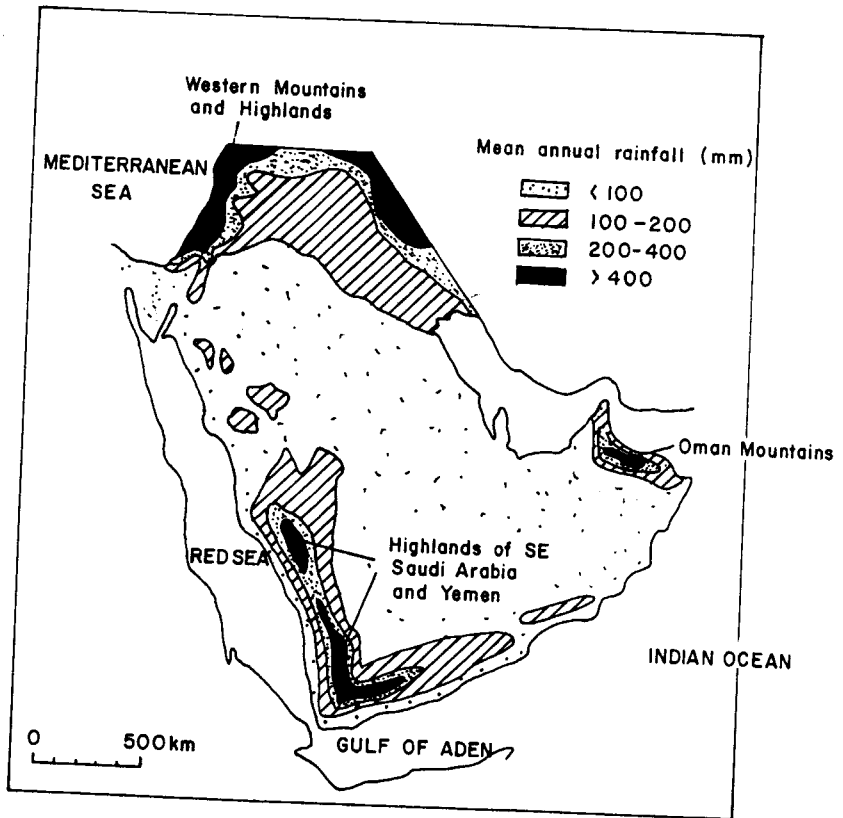 Western Mountains
and Highlands
MEDITERRANEAN
SEA
Mean annual rainfall (mm)
< 100
100-200
200-400
> 400
Oman Mountains
RED SEA
Highlands of SE
Saudi Arabia
and Yemen
INDIAN OCEAN
0 500km
GULF OF ADEN